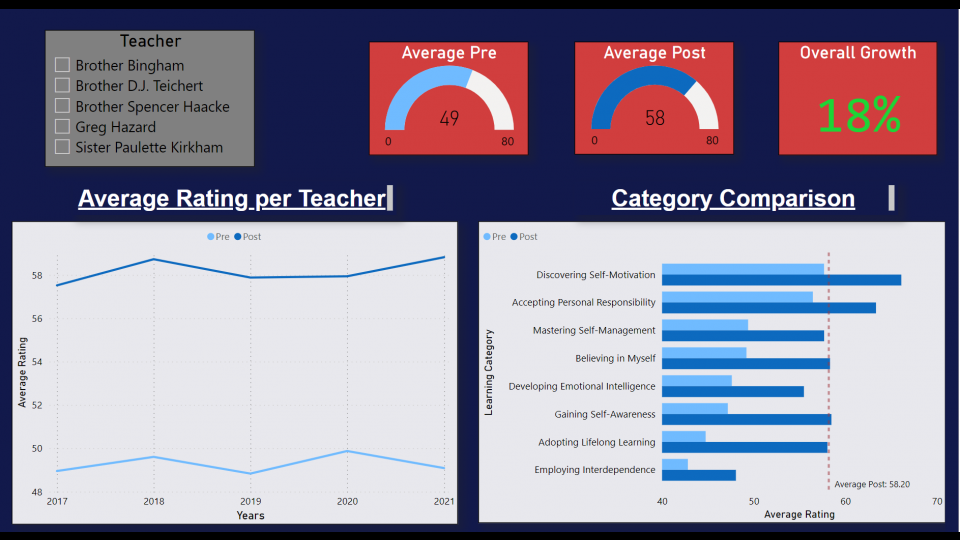 Teacher
Brother Bingham
Brother D.J. Teichert
Brother Spencer Haacke
Greg Hazard
Sister Paulette Kirkham
Average Pre
49
0
80
Average Post
58
0
80
Overall Growth
18%
Average Rating per Teacher
Pre Post
Average Rating
58
56
54
52
50
48
2017 2018 2019 2020 2021
Years
Category Comparison
Pre Post
Learning Category
Discovering Self-Motivation
Accepting Personal Responsibility
Mastering Self-Management
Believing in Myself
Developing Emotional Intelligence
Gaining Self-Awareness
Adopting Lifelong Learning
Employing Interdependence
Average Post: 58.20
40 50 60 70
Average Rating